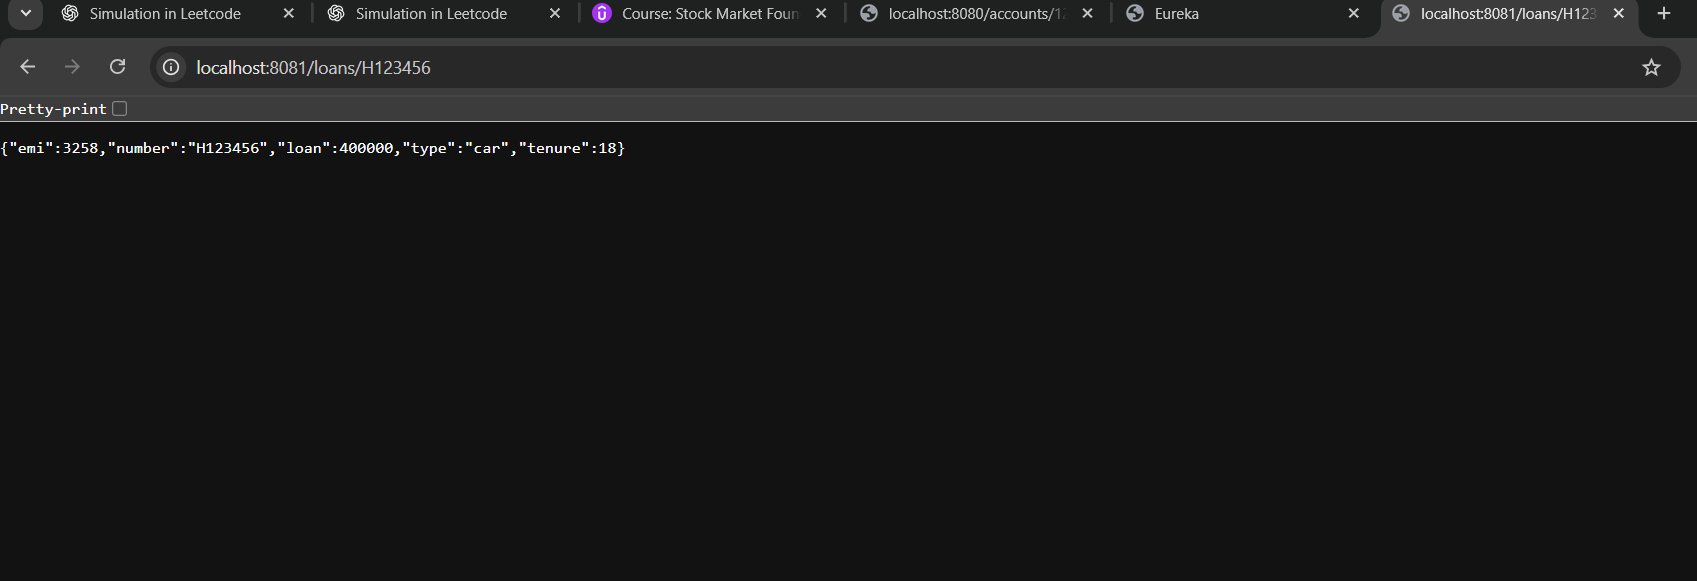 Simulation in Leetcode
Simulation in Leetcode
Course: Stock Market Foun
localhost:8080/accounts/12
Eureka
localhost:8081/loans/H123
localhost:8081/loans/H123456
Pretty-print
{"emi":3258,"number":"H123456","loan":400000,"type":"car","tenure":18}